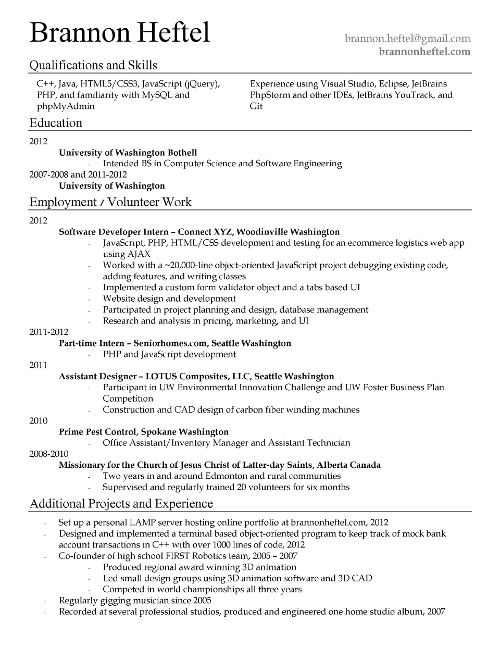 Brannon Heftel
brannon.heftel@gmail.com
brannonheftel.com
Qualifications and Skills
C++, Java, HTML5/CSS3, JavaScript (jQuery),
PHP, and familiarity with MySQL and
phpMyAdmin
Experience using Visual Studio, Eclipse, JetBrains
PhpStorm and other IDEs, JetBrains YouTrack, and
Git
Education
2012
University of Washington Bothell
- Intended BS in Computer Science and Software Engineering
2007-2008 and 2011-2012
University of Washington
Employment / Volunteer Work
2012
Software Developer Intern – Connect XYZ, Woodinville Washington
- JavaScript, PHP, HTML/CSS development and testing for an ecommerce logistics web app
using AJAX
- Worked with a ~20,000-line object-oriented JavaScript project debugging existing code,
adding features, and writing classes
- Implemented a custom form validator object and a tabs based UI
- Website design and development
- Participated in project planning and design, database management
- Research and analysis in pricing, marketing, and UI
2011-2012
Part-time Intern – Seniorhomes.com, Seattle Washington
- PHP and JavaScript development
2011
Assistant Designer – LOTUS Composites, LLC, Seattle Washington
- Participant in UW Environmental Innovation Challenge and UW Foster Business Plan
Competition
- Construction and CAD design of carbon fiber winding machines
2010
Prime Pest Control, Spokane Washington
- Office Assistant/Inventory Manager and Assistant Technician
2008-2010
Missionary for the Church of Jesus Christ of Latter-day Saints, Alberta Canada
- Two years in and around Edmonton and rural communities
- Supervised and regularly trained 20 volunteers for six months
Additional Projects and Experience
- Set up a personal LAMP server hosting online portfolio at brannonheftel.com, 2012
- Designed and implemented a terminal based object-oriented program to keep track of mock bank
account transactions in C++ with over 1000 lines of code, 2012
- Co-founder of high school FIRST Robotics team, 2005 – 2007
- Produced regional award winning 3D animation
- Led small design groups using 3D animation software and 3D CAD
- Competed in world championships all three years
- Regularly gigging musician since 2005
- Recorded at several professional studios, produced and engineered one home studio album, 2007